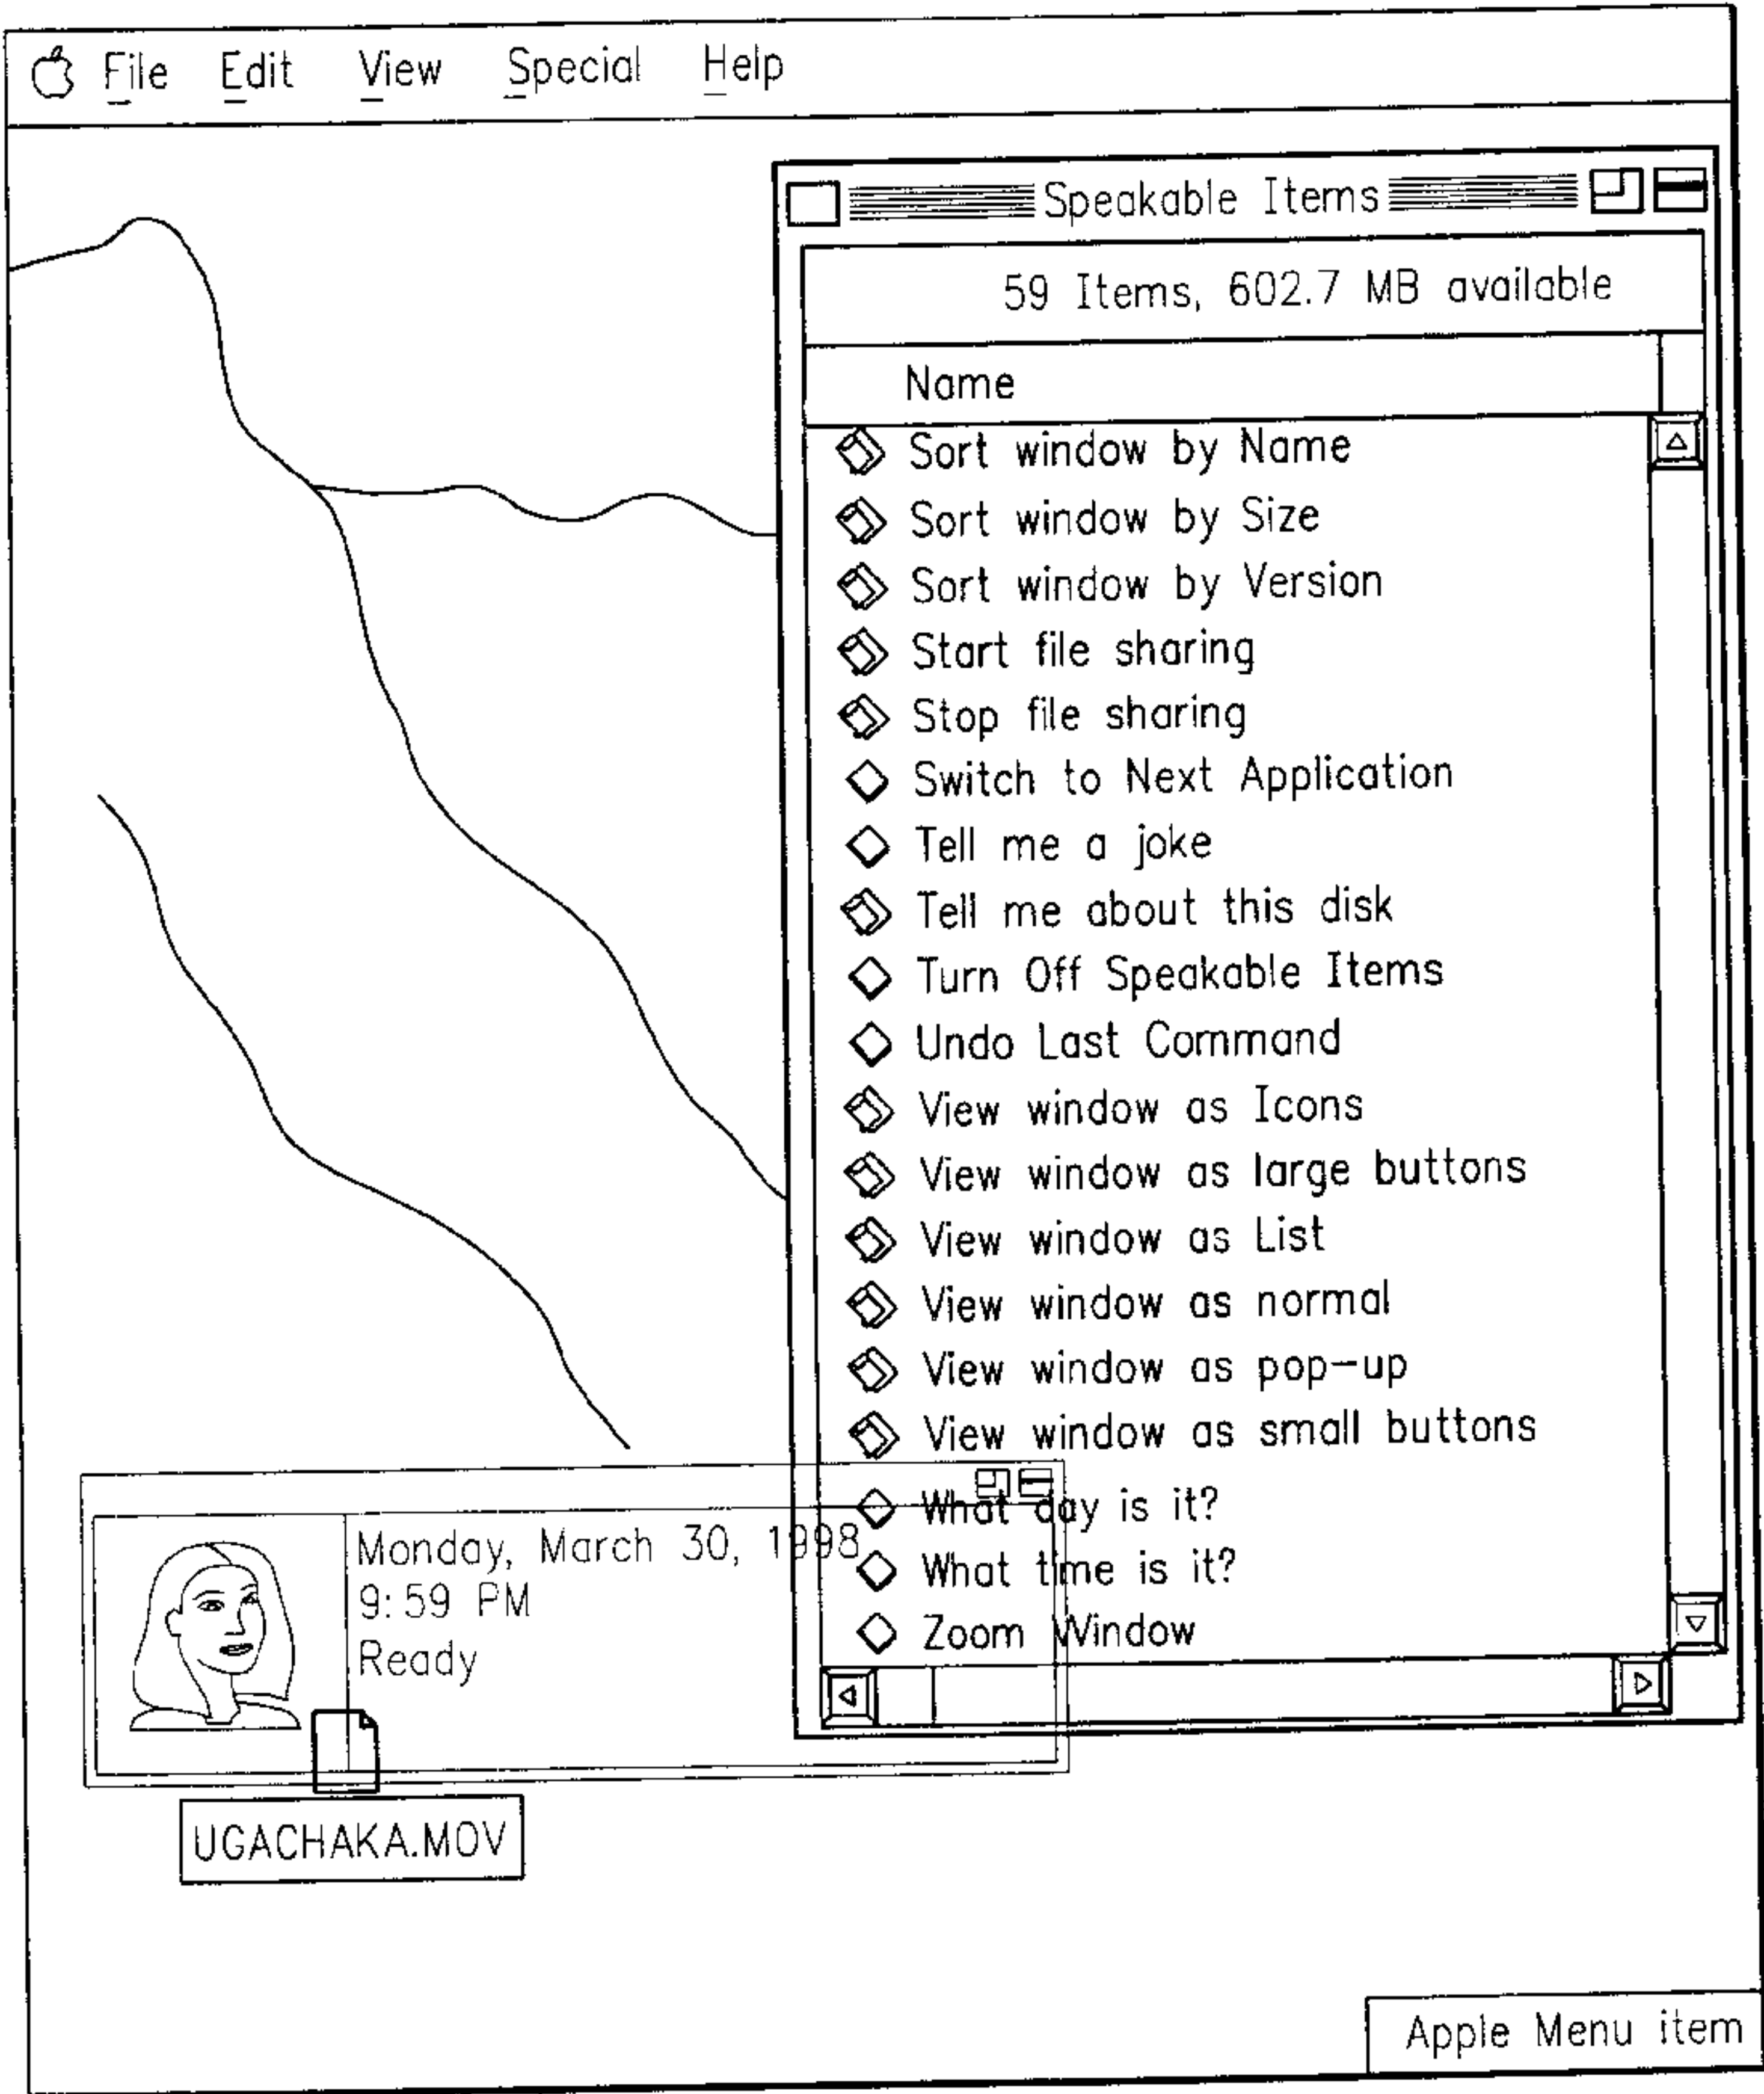 File Edit View Special Help
Speakable Items
59 Items, 602.7 MB available
Name
Sort window by Name
Sort window by Size
Sort window by Version
Start file sharing
Stop file sharing
Switch to Next Application
Tell me a joke
Tell me about this disk
Turn Off Speakable Items
Undo Last Command
View window as Icons
View window as large buttons
View window as List
View window as normal
View window as pop-up
View window as small buttons
What day is it?
What time is it?
Zoom Window
Monday, March 30, 1998
9:59 PM
Ready
UGACHAKA.MOV
Apple Menu item